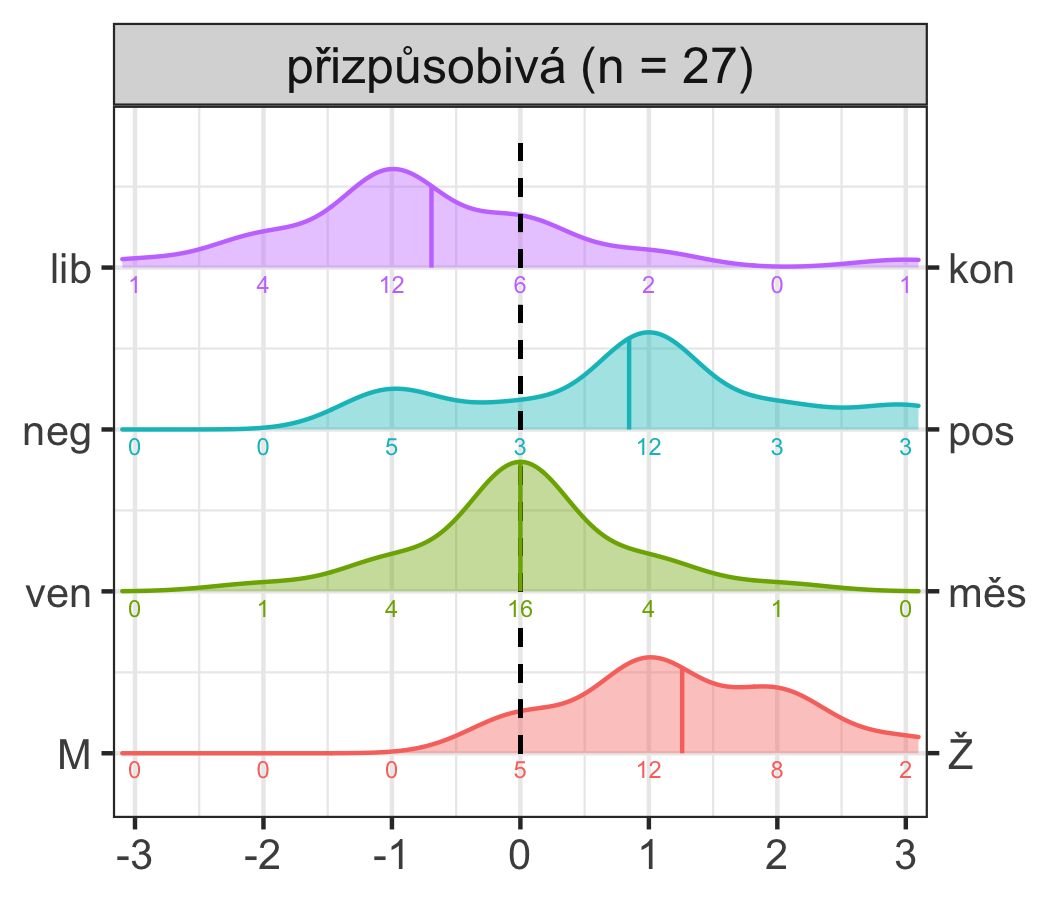 přizpůsobivá (n = 27)
lib kon
1 4 12 6 2 0 1
neg pos
0 0 5 3 12 3 3
ven měs
0 1 4 16 4 1 0
M Ž
0 0 0 5 12 8 2
-3 -2 -1 0 1 2 3